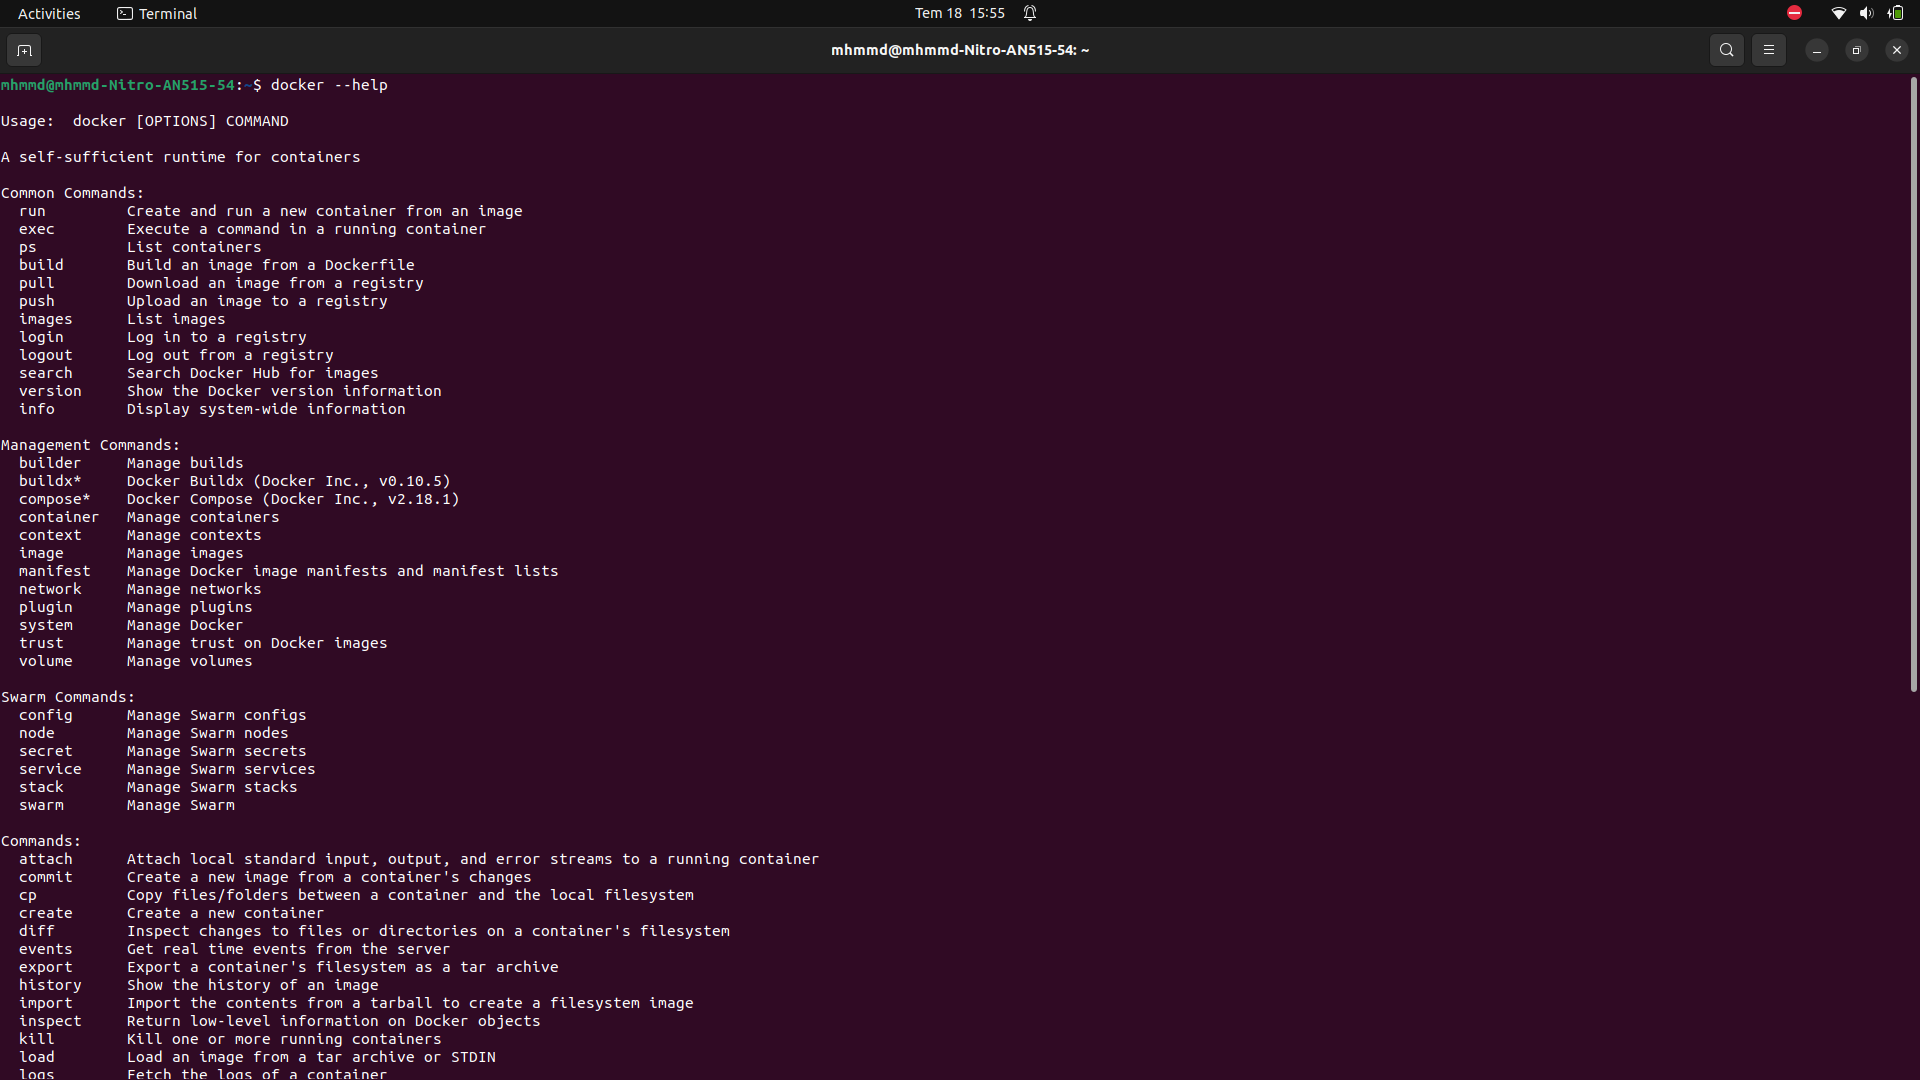 Activities
Terminal
Tem 18 15:55
mhmmd@mhmmd-Nitro-AN515-54: ~
mhmmd@mhmmd-Nitro-AN515-54:~$ docker --help
Usage:  docker [OPTIONS] COMMAND
A self-sufficient runtime for containers
Common Commands:
  run         Create and run a new container from an image
  exec        Execute a command in a running container
  ps          List containers
  build       Build an image from a Dockerfile
  pull        Download an image from a registry
  push        Upload an image to a registry
  images      List images
  login       Log in to a registry
  logout      Log out from a registry
  search      Search Docker Hub for images
  version     Show the Docker version information
  info        Display system-wide information
Management Commands:
  builder     Manage builds
  buildx*     Docker Buildx (Docker Inc., v0.10.5)
  compose*    Docker Compose (Docker Inc., v2.18.1)
  container   Manage containers
  context     Manage contexts
  image       Manage images
  manifest    Manage Docker image manifests and manifest lists
  network     Manage networks
  plugin      Manage plugins
  system      Manage Docker
  trust       Manage trust on Docker images
  volume      Manage volumes
Swarm Commands:
  config      Manage Swarm configs
  node        Manage Swarm nodes
  secret      Manage Swarm secrets
  service     Manage Swarm services
  stack       Manage Swarm stacks
  swarm       Manage Swarm
Commands:
  attach      Attach local standard input, output, and error streams to a running container
  commit      Create a new image from a container's changes
  cp          Copy files/folders between a container and the local filesystem
  create      Create a new container
  diff        Inspect changes to files or directories on a container's filesystem
  events      Get real time events from the server
  export      Export a container's filesystem as a tar archive
  history     Show the history of an image
  import      Import the contents from a tarball to create a filesystem image
  inspect     Return low-level information on Docker objects
  kill        Kill one or more running containers
  load        Load an image from a tar archive or STDIN
  logs        Fetch the logs of a container